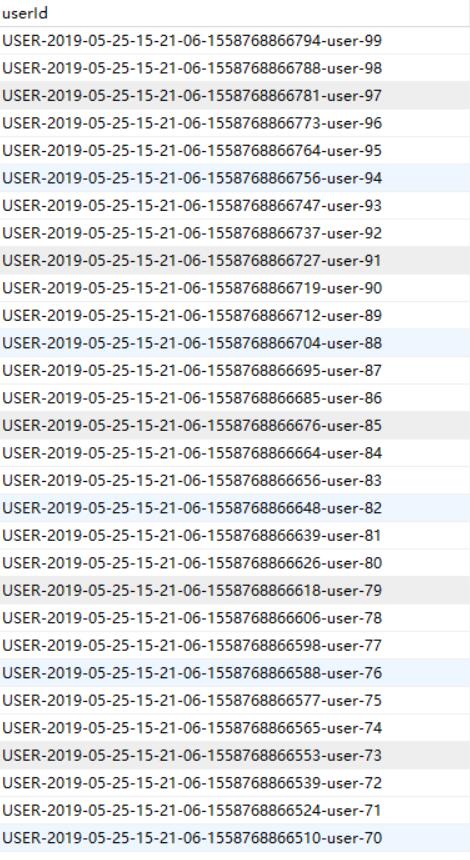 userId
USER-2019-05-25-15-21-06-1558768866794-user-99
USER-2019-05-25-15-21-06-1558768866788-user-98
USER-2019-05-25-15-21-06-1558768866781-user-97
USER-2019-05-25-15-21-06-1558768866773-user-96
USER-2019-05-25-15-21-06-1558768866764-user-95
USER-2019-05-25-15-21-06-1558768866756-user-94
USER-2019-05-25-15-21-06-1558768866747-user-93
USER-2019-05-25-15-21-06-1558768866737-user-92
USER-2019-05-25-15-21-06-1558768866727-user-91
USER-2019-05-25-15-21-06-1558768866719-user-90
USER-2019-05-25-15-21-06-1558768866712-user-89
USER-2019-05-25-15-21-06-1558768866704-user-88
USER-2019-05-25-15-21-06-1558768866695-user-87
USER-2019-05-25-15-21-06-1558768866685-user-86
USER-2019-05-25-15-21-06-1558768866676-user-85
USER-2019-05-25-15-21-06-1558768866664-user-84
USER-2019-05-25-15-21-06-1558768866656-user-83
USER-2019-05-25-15-21-06-1558768866648-user-82
USER-2019-05-25-15-21-06-1558768866639-user-81
USER-2019-05-25-15-21-06-1558768866626-user-80
USER-2019-05-25-15-21-06-1558768866618-user-79
USER-2019-05-25-15-21-06-1558768866606-user-78
USER-2019-05-25-15-21-06-1558768866598-user-77
USER-2019-05-25-15-21-06-1558768866588-user-76
USER-2019-05-25-15-21-06-1558768866577-user-75
USER-2019-05-25-15-21-06-1558768866565-user-74
USER-2019-05-25-15-21-06-1558768866553-user-73
USER-2019-05-25-15-21-06-1558768866539-user-72
USER-2019-05-25-15-21-06-1558768866524-user-71
USER-2019-05-25-15-21-06-1558768866510-user-70